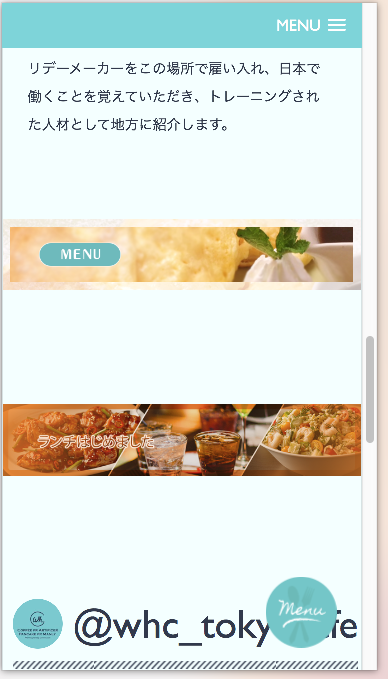 MENU
リデーメーカーをこの場所で雇い入れ、日本で
働くことを覚えていただき、トレーニングされ
た人材として地方に紹介します。
MENU
ランチはじめました
@whc_toky
fe
Menu